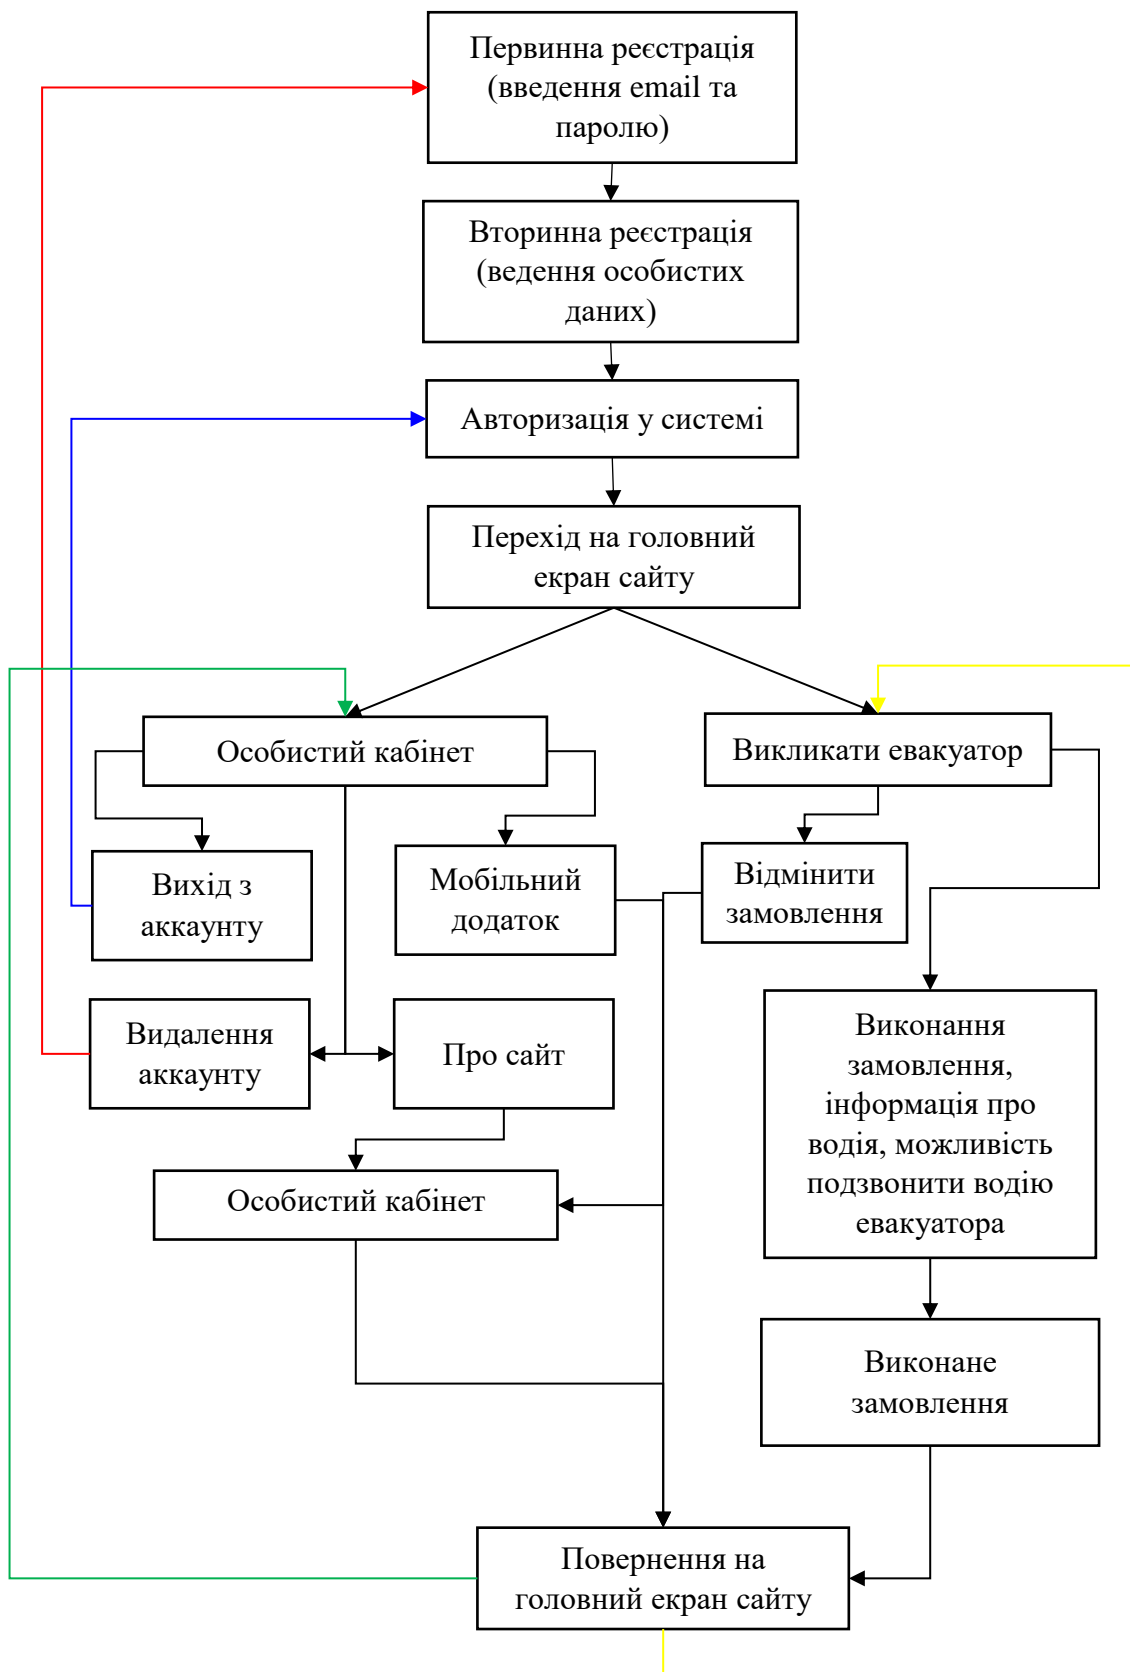 Первинна реєстрація
(введення email та
паролю)
Вторинна реєстрація
(ведення особистих
даних)
Авторизація у системі
Перехід на головний
екран сайту
Особистий кабінет
Викликати евакуатор
Вихід з
аккаунту
Мобільний
додаток
Відмінити
замовлення
Видалення
аккаунту
Про сайт
Виконання
замовлення,
інформація про
водія, можливість
подзвонити водію
евакуатора
Особистий кабінет
Виконане
замовлення
Повернення на
головний екран сайту